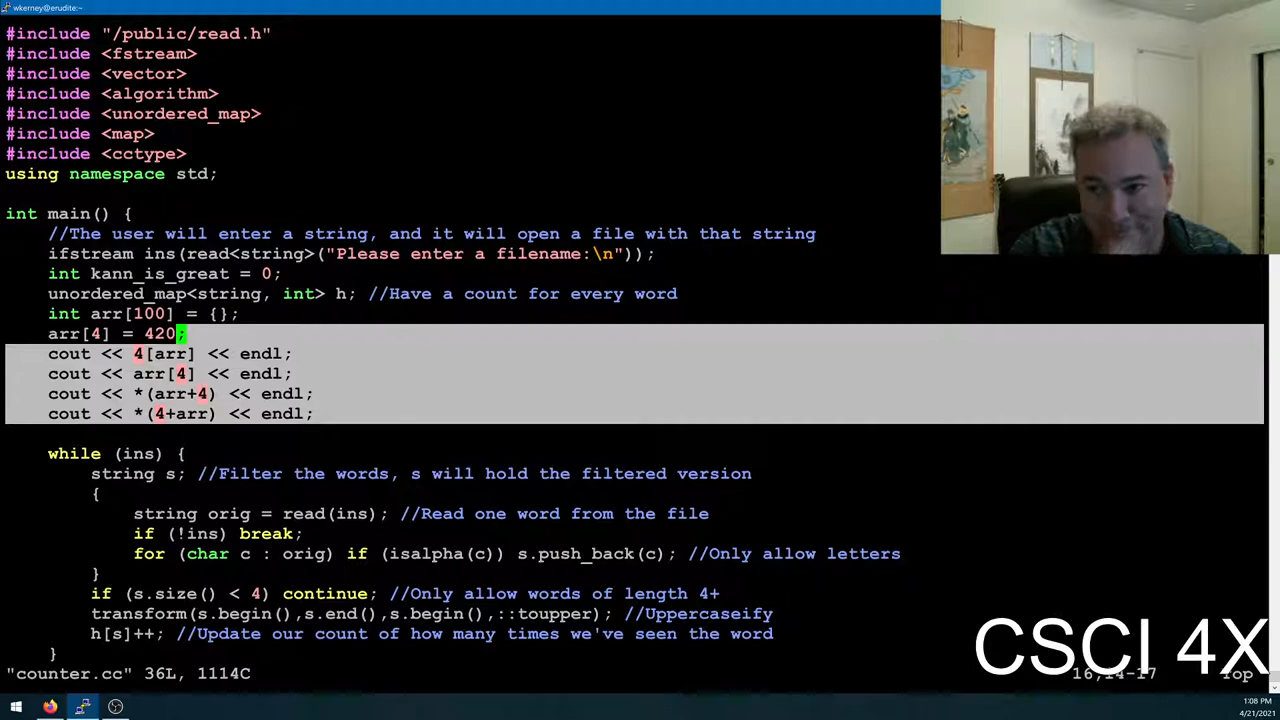 wkerney@erudite:~
#include "/public/read.h"
#include <fstream>
#include <vector>
#include <algorithm>
#include <unordered_map>
#include <map>
#include <cctype>
using namespace std;
int main() {
//The user will enter a string, and it will open a file with that string
ifstream ins(read<string>("Please enter a filename:\n"));
int kann_is_great = 0;
unordered_map<string, int> h; //Have a count for every word
int arr[100] = {};
arr[4] = 420;
cout << 4[arr] << endl;
cout << arr[4] << endl;
cout << *(arr+4) << endl;
cout << *(4+arr) << endl;
while (ins) {
string s; //Filter the words, s will hold the filtered version
{
string orig = read(ins); //Read one word from the file
if (!ins) break;
for (char c : orig) if (isalpha(c)) s.push_back(c); //Only allow letters
}
if (s.size() < 4) continue; //Only allow words of length 4+
transform(s.begin(),s.end(),s.begin(),::toupper); //Uppercaseify
h[s]++; //Update our count of how many times we've seen the word
}
"counter.cc" 36L, 1114C
16,14-17
Top
CSCI 4X
1:08 PM
4/21/2021